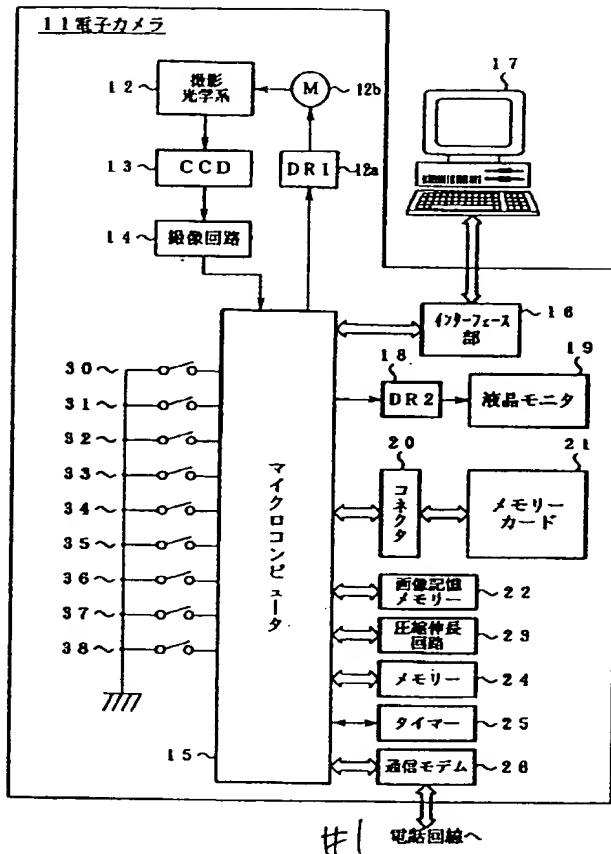 11電子カメラ
12
撮影
光学系
M
12b
17
13
CCD
DR1
12a
14
撮像回路
インターフェース
部
16
30
31
32
33
34
35
36
37
38
18
DR2
19
液晶モニタ
マイクロコンピュータ
20
コネクタ
21
メモリー
カード
画像記憶
メモリー
22
圧縮伸長
回路
23
メモリー
24
タイマー
25
15
通信モデム
26
#1
電話回線へ